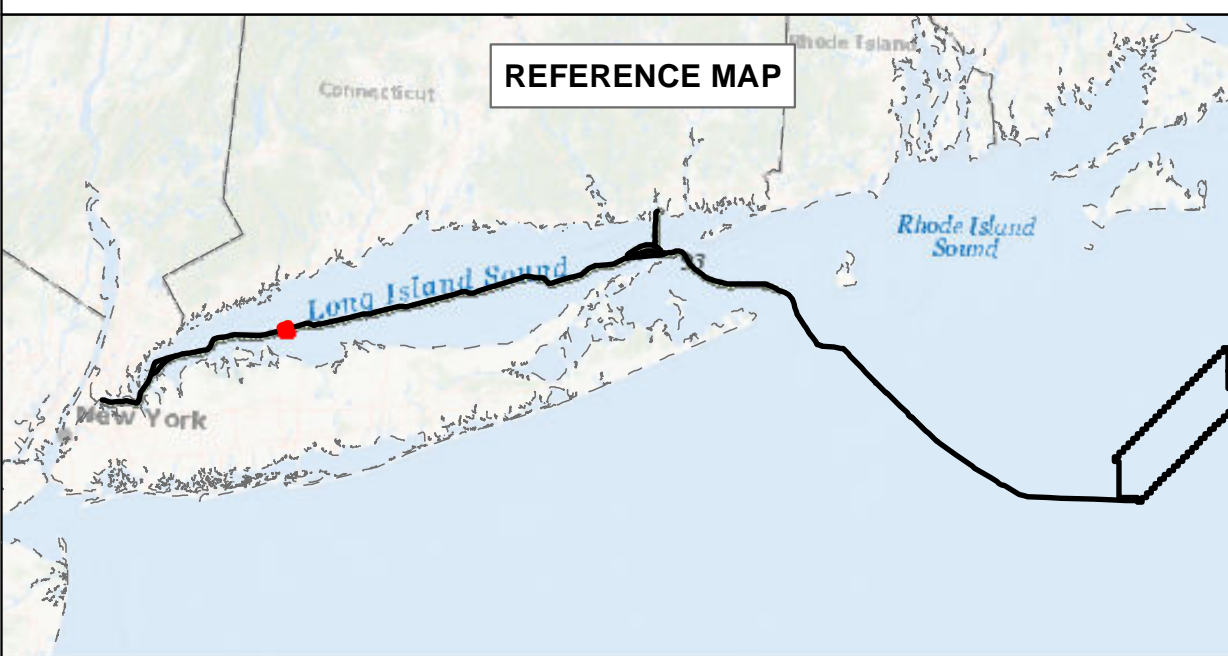 Rhode Island
REFERENCE MAP
Connecticut
Rhode Island
Sound
Long Island Sound
New York